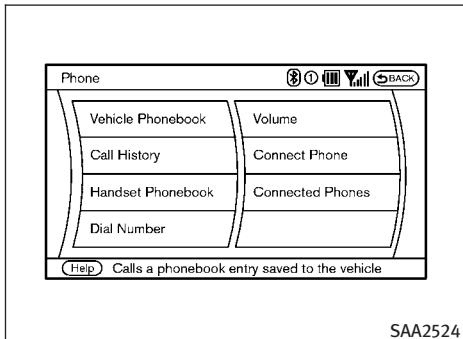 Phone ① BACK
Vehicle Phonebook
Call History
Handset Phonebook
Dial Number
Volume
Connect Phone
Connected Phones
Help Calls a phonebook entry saved to the vehicle
SAA2524